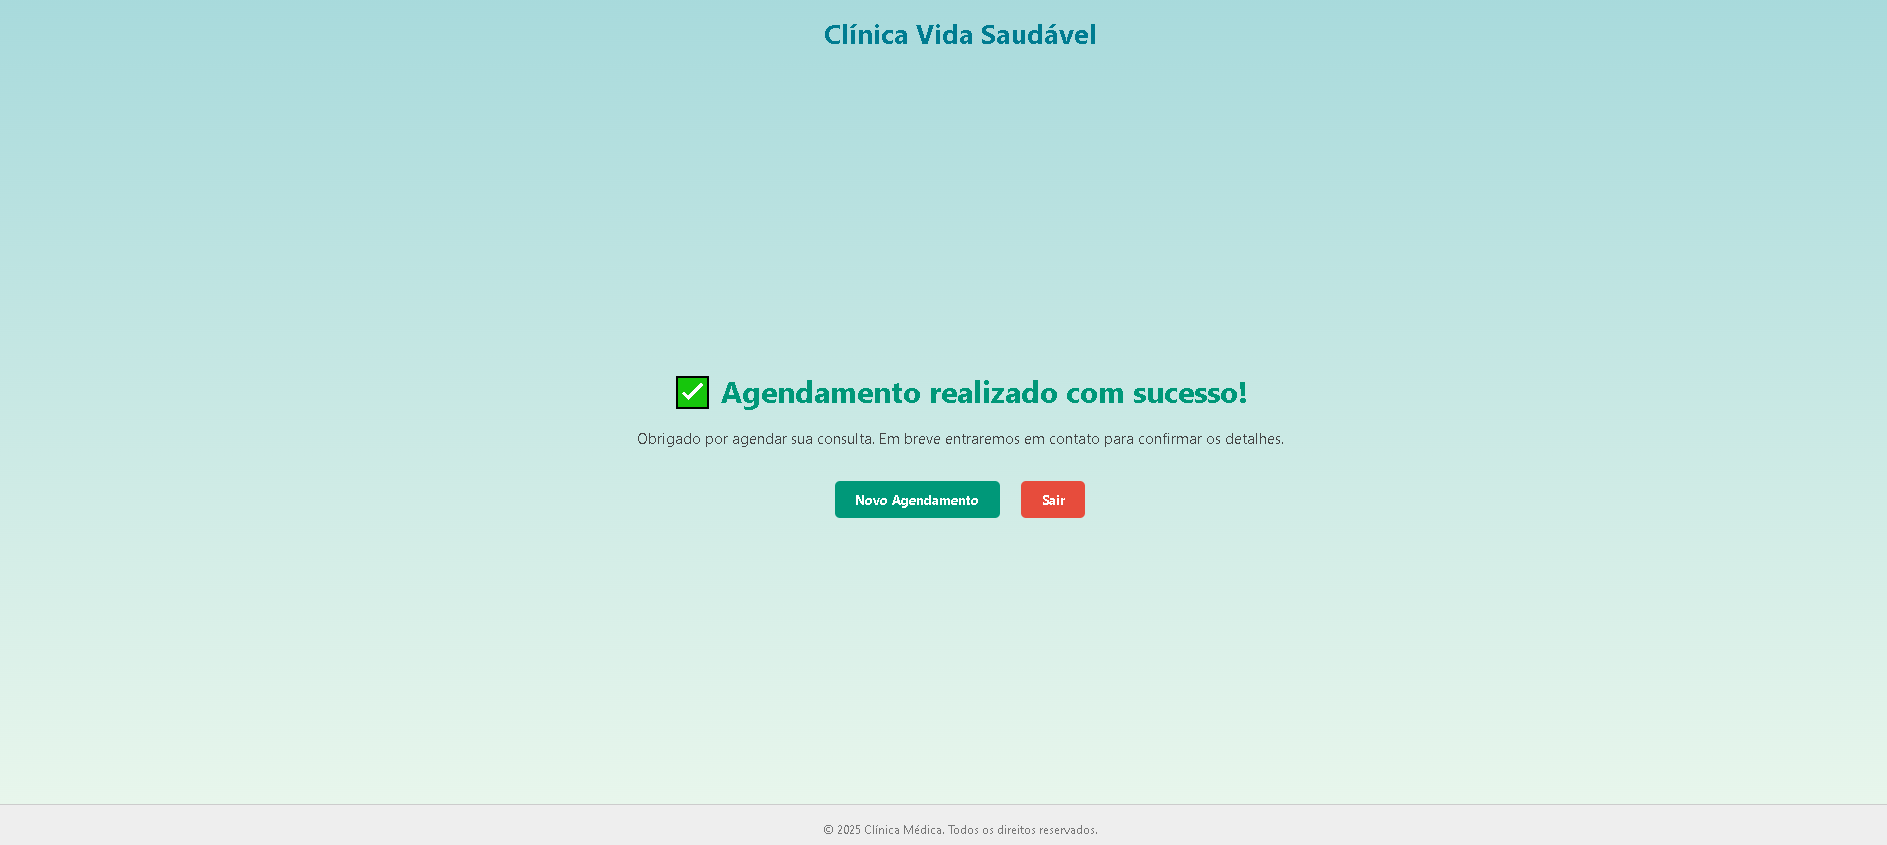 Clínica Vida Saudável
✅ Agendamento realizado com sucesso!
Obrigado por agendar sua consulta. Em breve entraremos em contato para confirmar os detalhes.
Novo Agendamento
Sair
© 2025 Clínica Médica. Todos os direitos reservados.